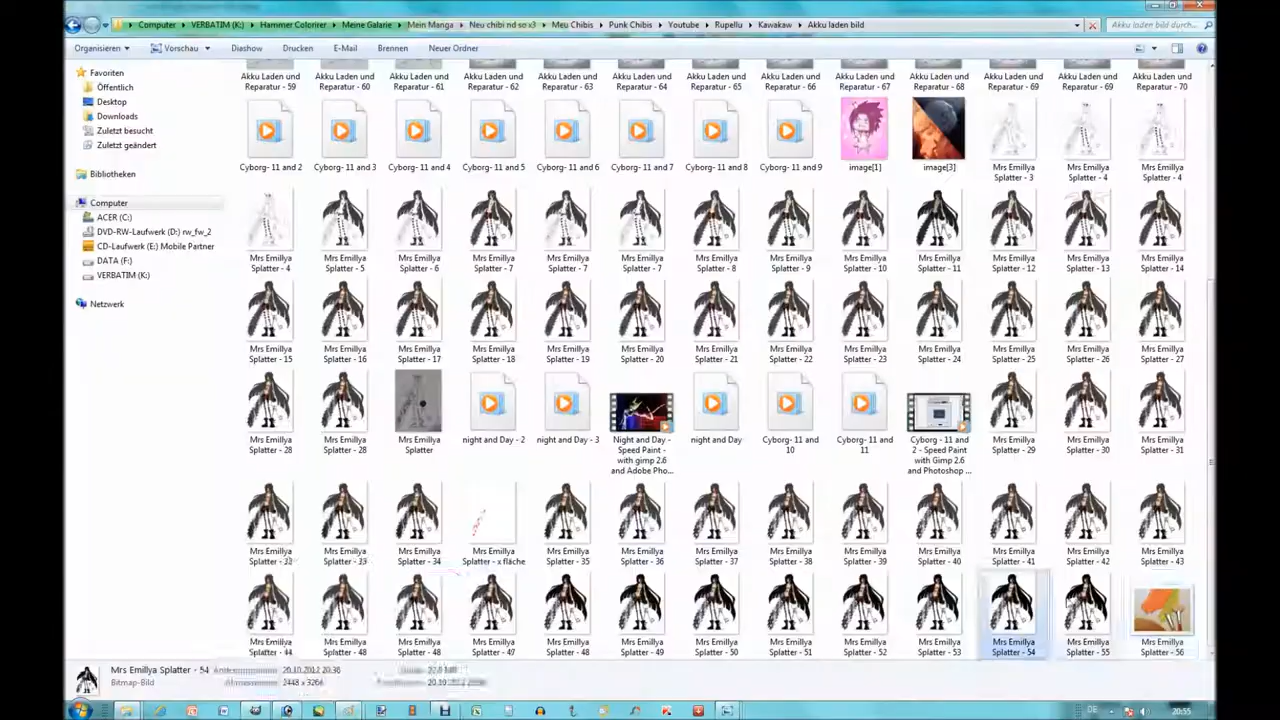 Computer ▸ VERBATIM (K:) ▸ Hammer Colorirer ▸ Meine Galarie ▸ Mein Manga ▸ Neu chibi nd so x3 ▸ Meu Chibis ▸ Punk Chibis ▸ Youtube ▸ Rupellu ▸ Kawakaw ▸ Akku laden bild
Akku laden bild durch...
Organisieren Vorschau Diashow Drucken E-Mail Brennen Neuer Ordner
Favoriten
Öffentlich
Desktop
Downloads
Zuletzt besucht
Zuletzt geändert
Bibliotheken
Computer
ACER (C:)
DVD-RW-Laufwerk (D:) rw_fw_2
CD-Laufwerk (E:) Mobile Partner
DATA (F:)
VERBATIM (K:)
Netzwerk
Akku Laden und Akku Laden und Akku Laden und Akku Laden und Akku Laden und Akku Laden und Akku Laden und Akku Laden und Akku Laden und Akku Laden und Akku Laden und Akku Laden und Akku Laden und
Reparatur - 59 Reparatur - 60 Reparatur - 61 Reparatur - 62 Reparatur - 63 Reparatur - 64 Reparatur - 65 Reparatur - 66 Reparatur - 67 Reparatur - 68 Reparatur - 69 Reparatur - 69 Reparatur - 70
Cyborg- 11 and 2 Cyborg- 11 and 3 Cyborg- 11 and 4 Cyborg- 11 and 5 Cyborg- 11 and 6 Cyborg- 11 and 7 Cyborg- 11 and 8 Cyborg- 11 and 9 image[1] image[3] Mrs Emillya Mrs Emillya Mrs Emillya
Splatter - 3 Splatter - 4 Splatter - 4
Mrs Emillya Mrs Emillya Mrs Emillya Mrs Emillya Mrs Emillya Mrs Emillya Mrs Emillya Mrs Emillya Mrs Emillya Mrs Emillya Mrs Emillya Mrs Emillya Mrs Emillya
Splatter - 4 Splatter - 5 Splatter - 6 Splatter - 7 Splatter - 7 Splatter - 7 Splatter - 8 Splatter - 9 Splatter - 10 Splatter - 11 Splatter - 12 Splatter - 13 Splatter - 14
Mrs Emillya Mrs Emillya Mrs Emillya Mrs Emillya Mrs Emillya Mrs Emillya Mrs Emillya Mrs Emillya Mrs Emillya Mrs Emillya Mrs Emillya Mrs Emillya Mrs Emillya
Splatter - 15 Splatter - 16 Splatter - 17 Splatter - 18 Splatter - 19 Splatter - 20 Splatter - 21 Splatter - 22 Splatter - 23 Splatter - 24 Splatter - 25 Splatter - 26 Splatter - 27
Mrs Emillya Mrs Emillya Mrs Emillya night and Day - 2 night and Day - 3 Night and Day - night and Day Cyborg- 11 and Cyborg- 11 and Cyborg - 11 and Mrs Emillya Mrs Emillya Mrs Emillya
Splatter - 28 Splatter - 28 Splatter Speed Paint - 10 11 2 - Speed Paint Splatter - 29 Splatter - 30 Splatter - 31
with gimp 2.6 with Gimp 2.6
and Adobe Pho... and Photoshop ...
Mrs Emillya Mrs Emillya Mrs Emillya Mrs Emillya Mrs Emillya Mrs Emillya Mrs Emillya Mrs Emillya Mrs Emillya Mrs Emillya Mrs Emillya Mrs Emillya Mrs Emillya
Splatter - Splatter - 33 Splatter - 34 Splatter - x fläche Splatter - 35 Splatter - 36 Splatter - 37 Splatter - 38 Splatter - 39 Splatter - 40 Splatter - 41 Splatter - 42 Splatter - 43
Mrs Emillya Mrs Emillya Mrs Emillya Mrs Emillya Mrs Emillya Mrs Emillya Mrs Emillya Mrs Emillya Mrs Emillya Mrs Emillya Mrs Emillya Mrs Emillya Mrs Emillya
Splatter - 44 Splatter - 48 Splatter - 48 Splatter - 47 Splatter - 49 Splatter - 50 Splatter - 51 Splatter - 52 Splatter - 53 Splatter - 54 Splatter - 55 Splatter - 56
Mrs Emillya Splatter - 54 20.10.2012 20:38
Bitmap-Bild 2448 x 3266 20.10
DE 20:55